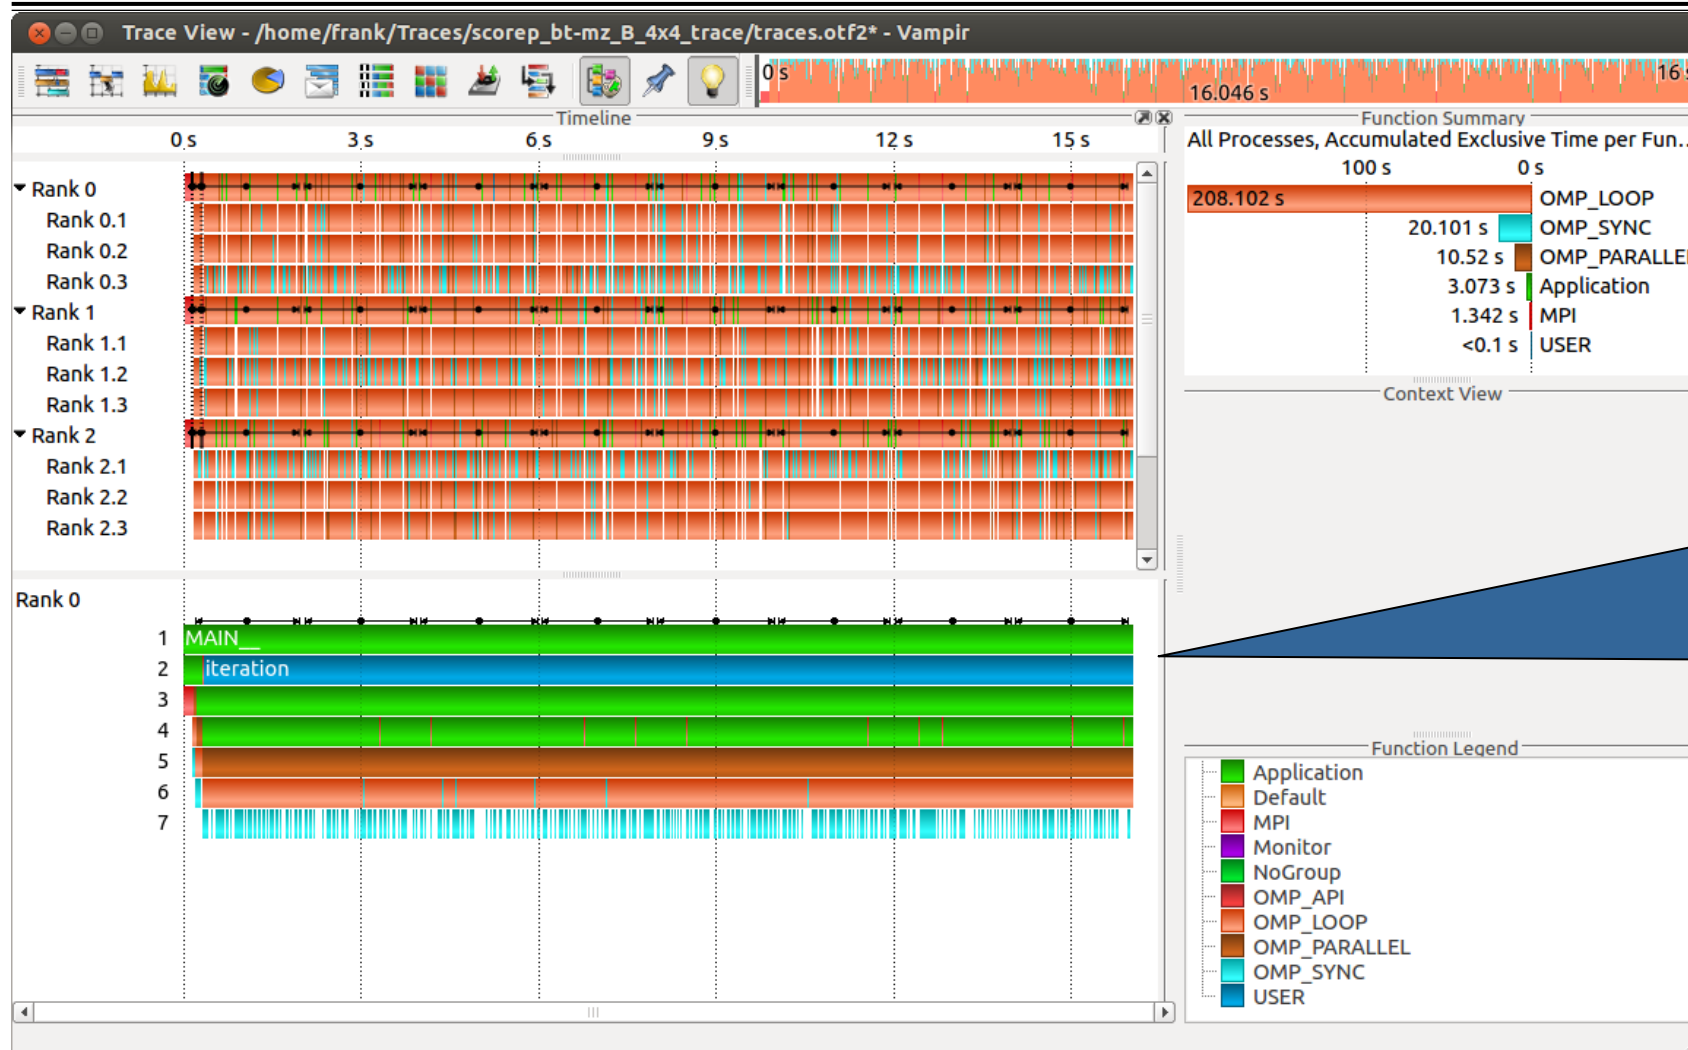 Trace View - /home/frank/Traces/scorep_bt-mz_B_4x4_trace/traces.otf2* - Vampir
0 s
16 s
16.046 s
Timeline
0 s 3 s 6 s 9 s 12 s 15 s
Rank 0
Rank 0.1
Rank 0.2
Rank 0.3
Rank 1
Rank 1.1
Rank 1.2
Rank 1.3
Rank 2
Rank 2.1
Rank 2.2
Rank 2.3
Rank 0
1 MAIN__
2 iteration
3
4
5
6
7
Function Summary
All Processes, Accumulated Exclusive Time per Fun..
100 s 0 s
208.102 s OMP_LOOP
20.101 s OMP_SYNC
10.52 s OMP_PARALLE
3.073 s Application
1.342 s MPI
<0.1 s USER
Context View
Function Legend
Application
Default
MPI
Monitor
NoGroup
OMP_API
OMP_LOOP
OMP_PARALLEL
OMP_SYNC
USER